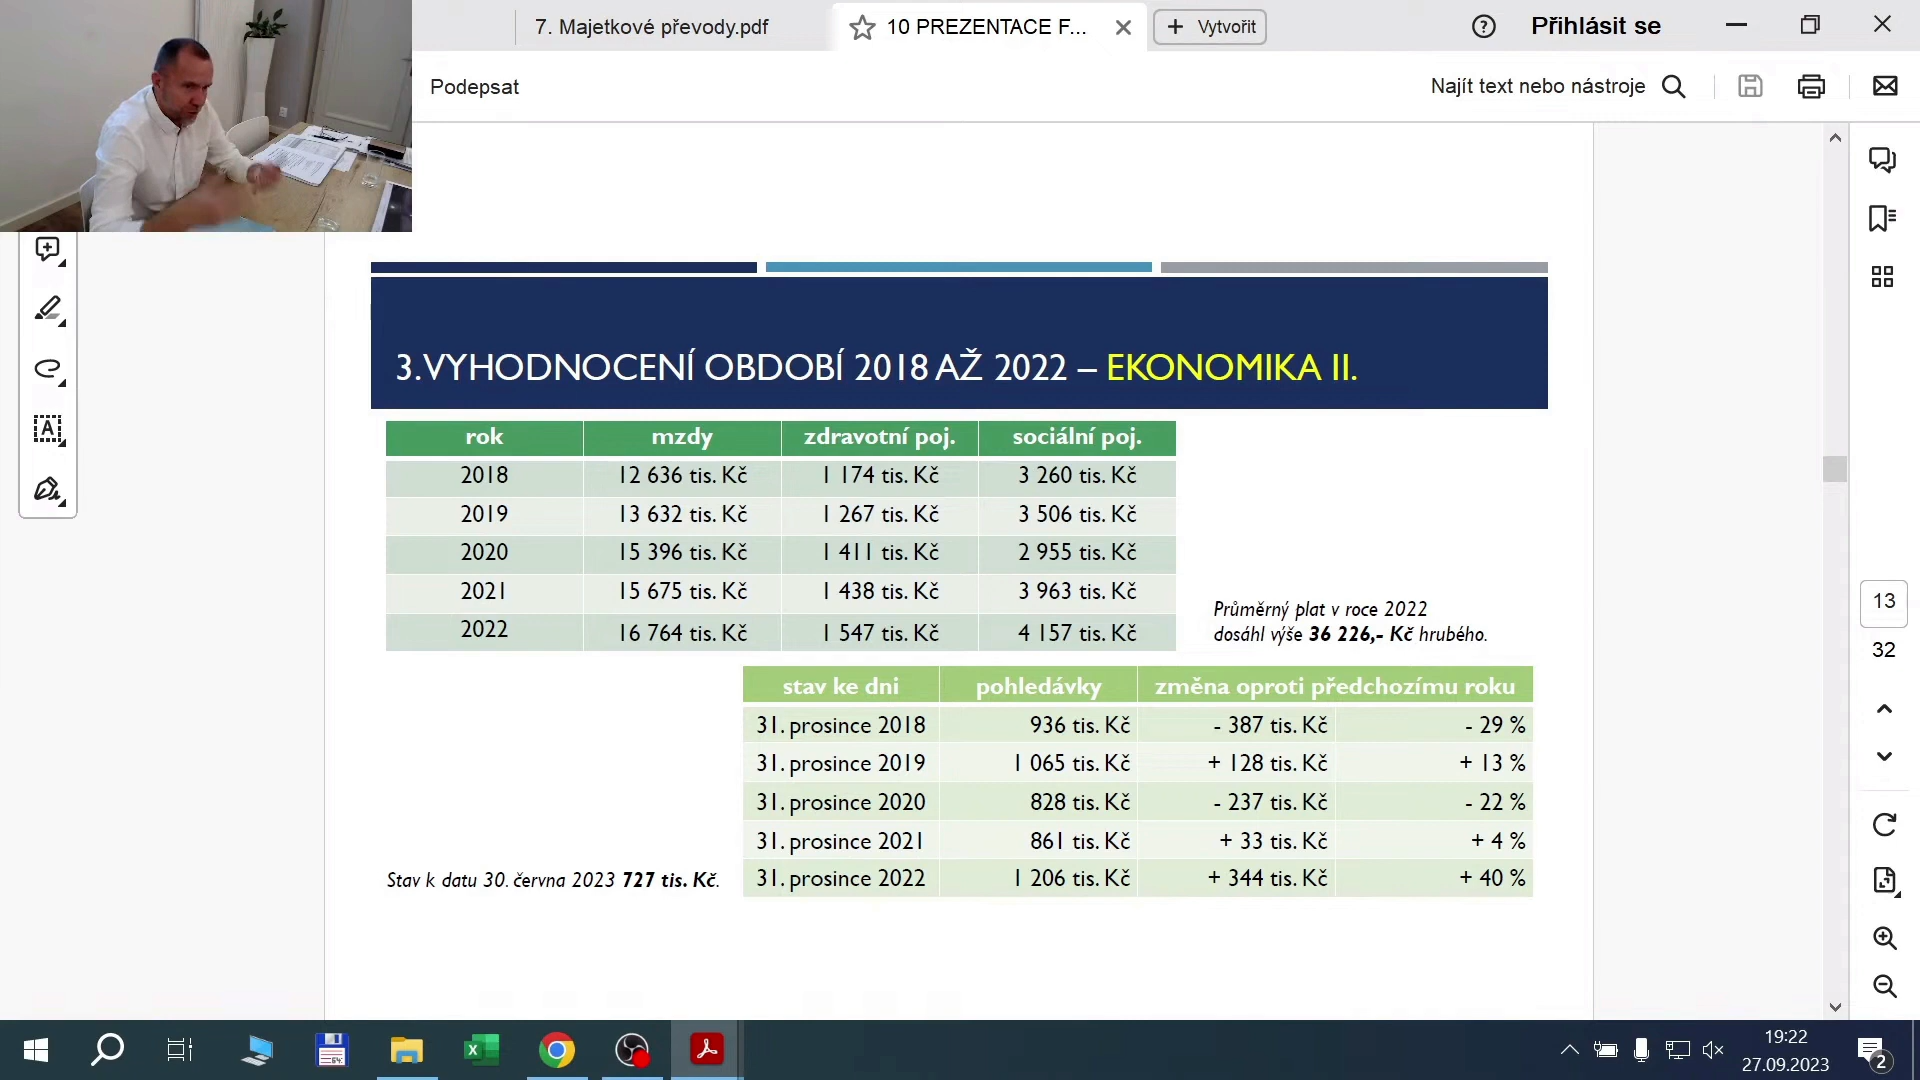 7. Majetkové převody.pdf
10 PREZENTACE F...
Vytvořit
Přihlásit se
Podepsat
Najít text nebo nástroje
3. VYHODNOCENÍ OBDOBÍ 2018 AŽ 2022 – EKONOMIKA II.
rok mzdy zdravotní poj. sociální poj.
2018 12 636 tis. Kč 1 174 tis. Kč 3 260 tis. Kč
2019 13 632 tis. Kč 1 267 tis. Kč 3 506 tis. Kč
2020 15 396 tis. Kč 1 411 tis. Kč 2 955 tis. Kč
2021 15 675 tis. Kč 1 438 tis. Kč 3 963 tis. Kč
2022 16 764 tis. Kč 1 547 tis. Kč 4 157 tis. Kč
Průměrný plat v roce 2022
dosáhl výše 36 226,- Kč hrubého.
stav ke dni pohledávky změna oproti předchozímu roku
31. prosince 2018 936 tis. Kč - 387 tis. Kč - 29 %
31. prosince 2019 1 065 tis. Kč + 128 tis. Kč + 13 %
31. prosince 2020 828 tis. Kč - 237 tis. Kč - 22 %
31. prosince 2021 861 tis. Kč + 33 tis. Kč + 4 %
31. prosince 2022 1 206 tis. Kč + 344 tis. Kč + 40 %
Stav k datu 30. června 2023 727 tis. Kč.
13
32
19:22
27.09.2023
2